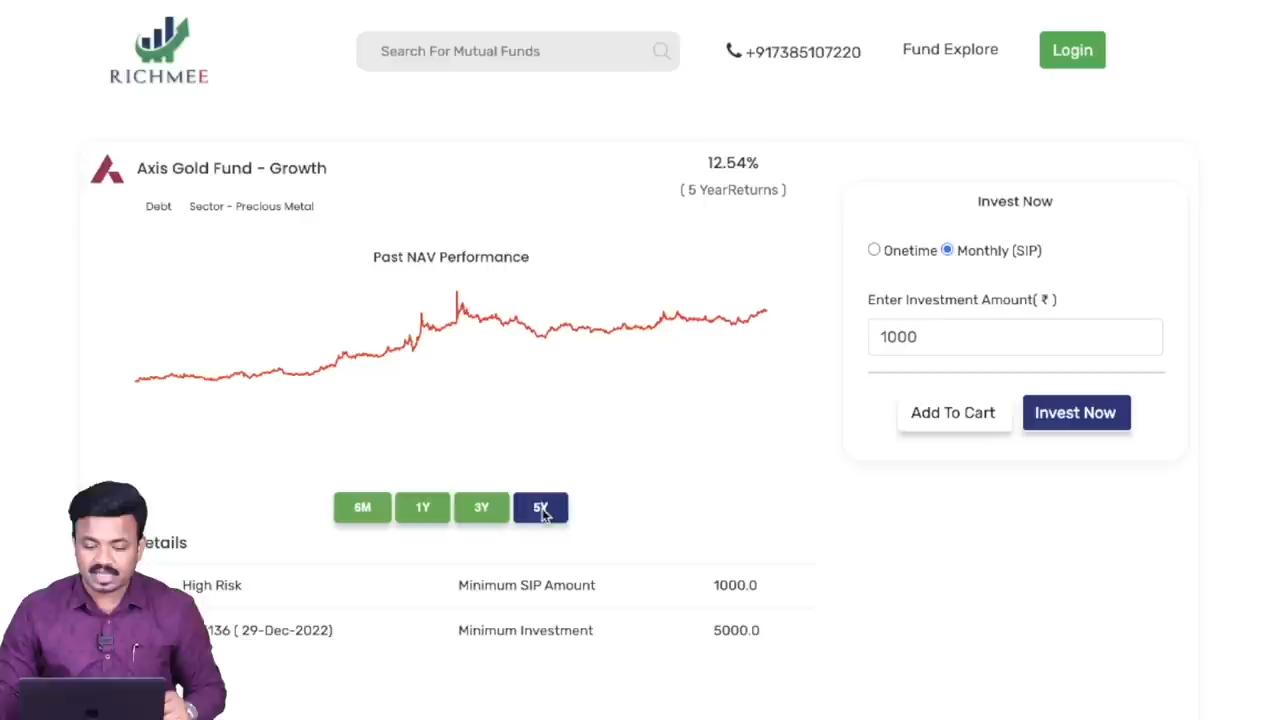 RICHMEE
Search For Mutual Funds
+917385107220
Fund Explore
Login
Axis Gold Fund - Growth
Debt Sector - Precious Metal
12.54%
( 5 YearReturns )
Past NAV Performance
Invest Now
Onetime Monthly (SIP)
Enter Investment Amount( ₹ )
1000
Add To Cart Invest Now
6M 1Y 3Y 5Y
etails
High Risk Minimum SIP Amount 1000.0
136 ( 29-Dec-2022) Minimum Investment 5000.0